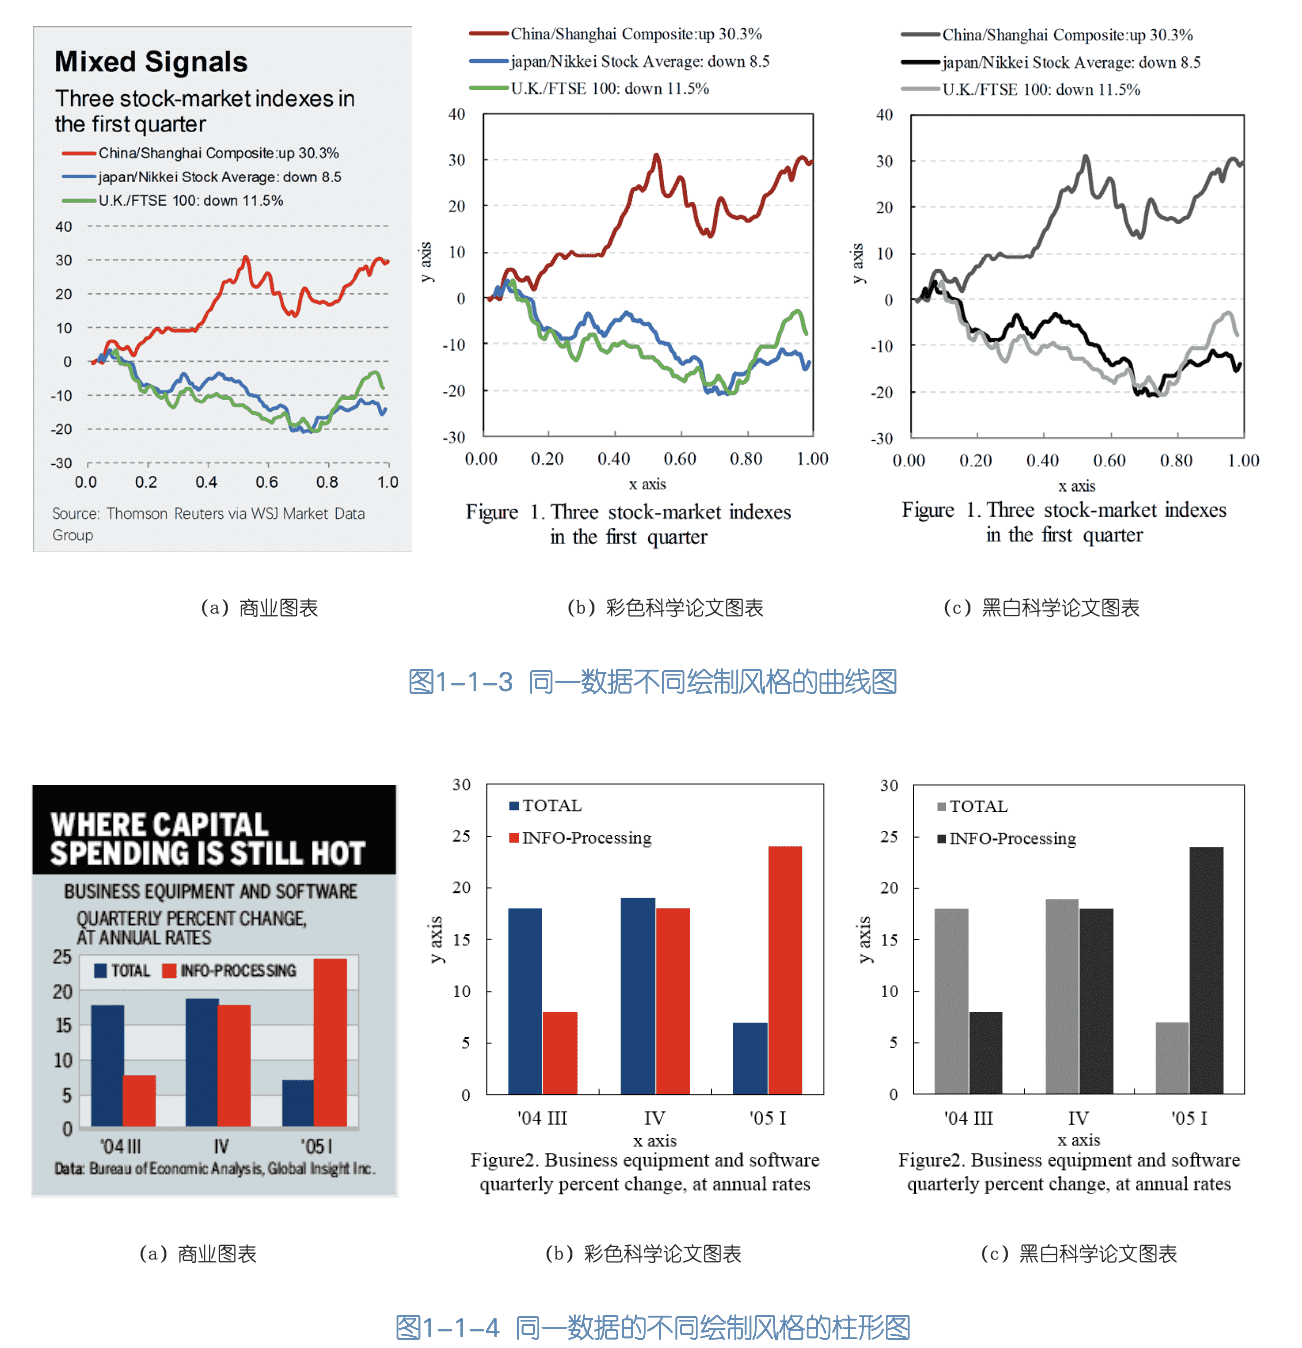 Mixed Signals
Three stock-market indexes in
the first quarter
China/Shanghai Composite:up 30.3%
japan/Nikkei Stock Average: down 8.5
U.K./FTSE 100: down 11.5%
40
30
20
10
0
-10
-20
-30
0.0 0.2 0.4 0.6 0.8 1.0
Source: Thomson Reuters via WSJ Market Data
Group
China/Shanghai Composite:up 30.3%
japan/Nikkei Stock Average: down 8.5
U.K./FTSE 100: down 11.5%
40
30
20
10
0
-10
-20
-30
y axis
0.00 0.20 0.40 0.60 0.80 1.00
x axis
Figure 1. Three stock-market indexes
in the first quarter
China/Shanghai Composite:up 30.3%
japan/Nikkei Stock Average: down 8.5
U.K./FTSE 100: down 11.5%
40
30
20
10
0
-10
-20
-30
y axis
0.00 0.20 0.40 0.60 0.80 1.00
x axis
Figure 1. Three stock-market indexes
in the first quarter
(a) 商业图表
(b) 彩色科学论文图表
(c) 黑白科学论文图表
图1-1-3 同一数据不同绘制风格的曲线图
WHERE CAPITAL
SPENDING IS STILL HOT
BUSINESS EQUIPMENT AND SOFTWARE
QUARTERLY PERCENT CHANGE,
AT ANNUAL RATES
TOTAL INFO-PROCESSING
25
20
15
10
5
0
'04 III IV '05 I
Data: Bureau of Economic Analysis, Global Insight Inc.
TOTAL
INFO-Processing
30
25
20
15
10
5
0
y axis
'04 III IV '05 I
x axis
Figure2. Business equipment and software
quarterly percent change, at annual rates
TOTAL
INFO-Processing
30
25
20
15
10
5
0
y axis
'04 III IV '05 I
x axis
Figure2. Business equipment and software
quarterly percent change, at annual rates
(a) 商业图表
(b) 彩色科学论文图表
(c) 黑白科学论文图表
图1-1-4 同一数据的不同绘制风格的柱形图